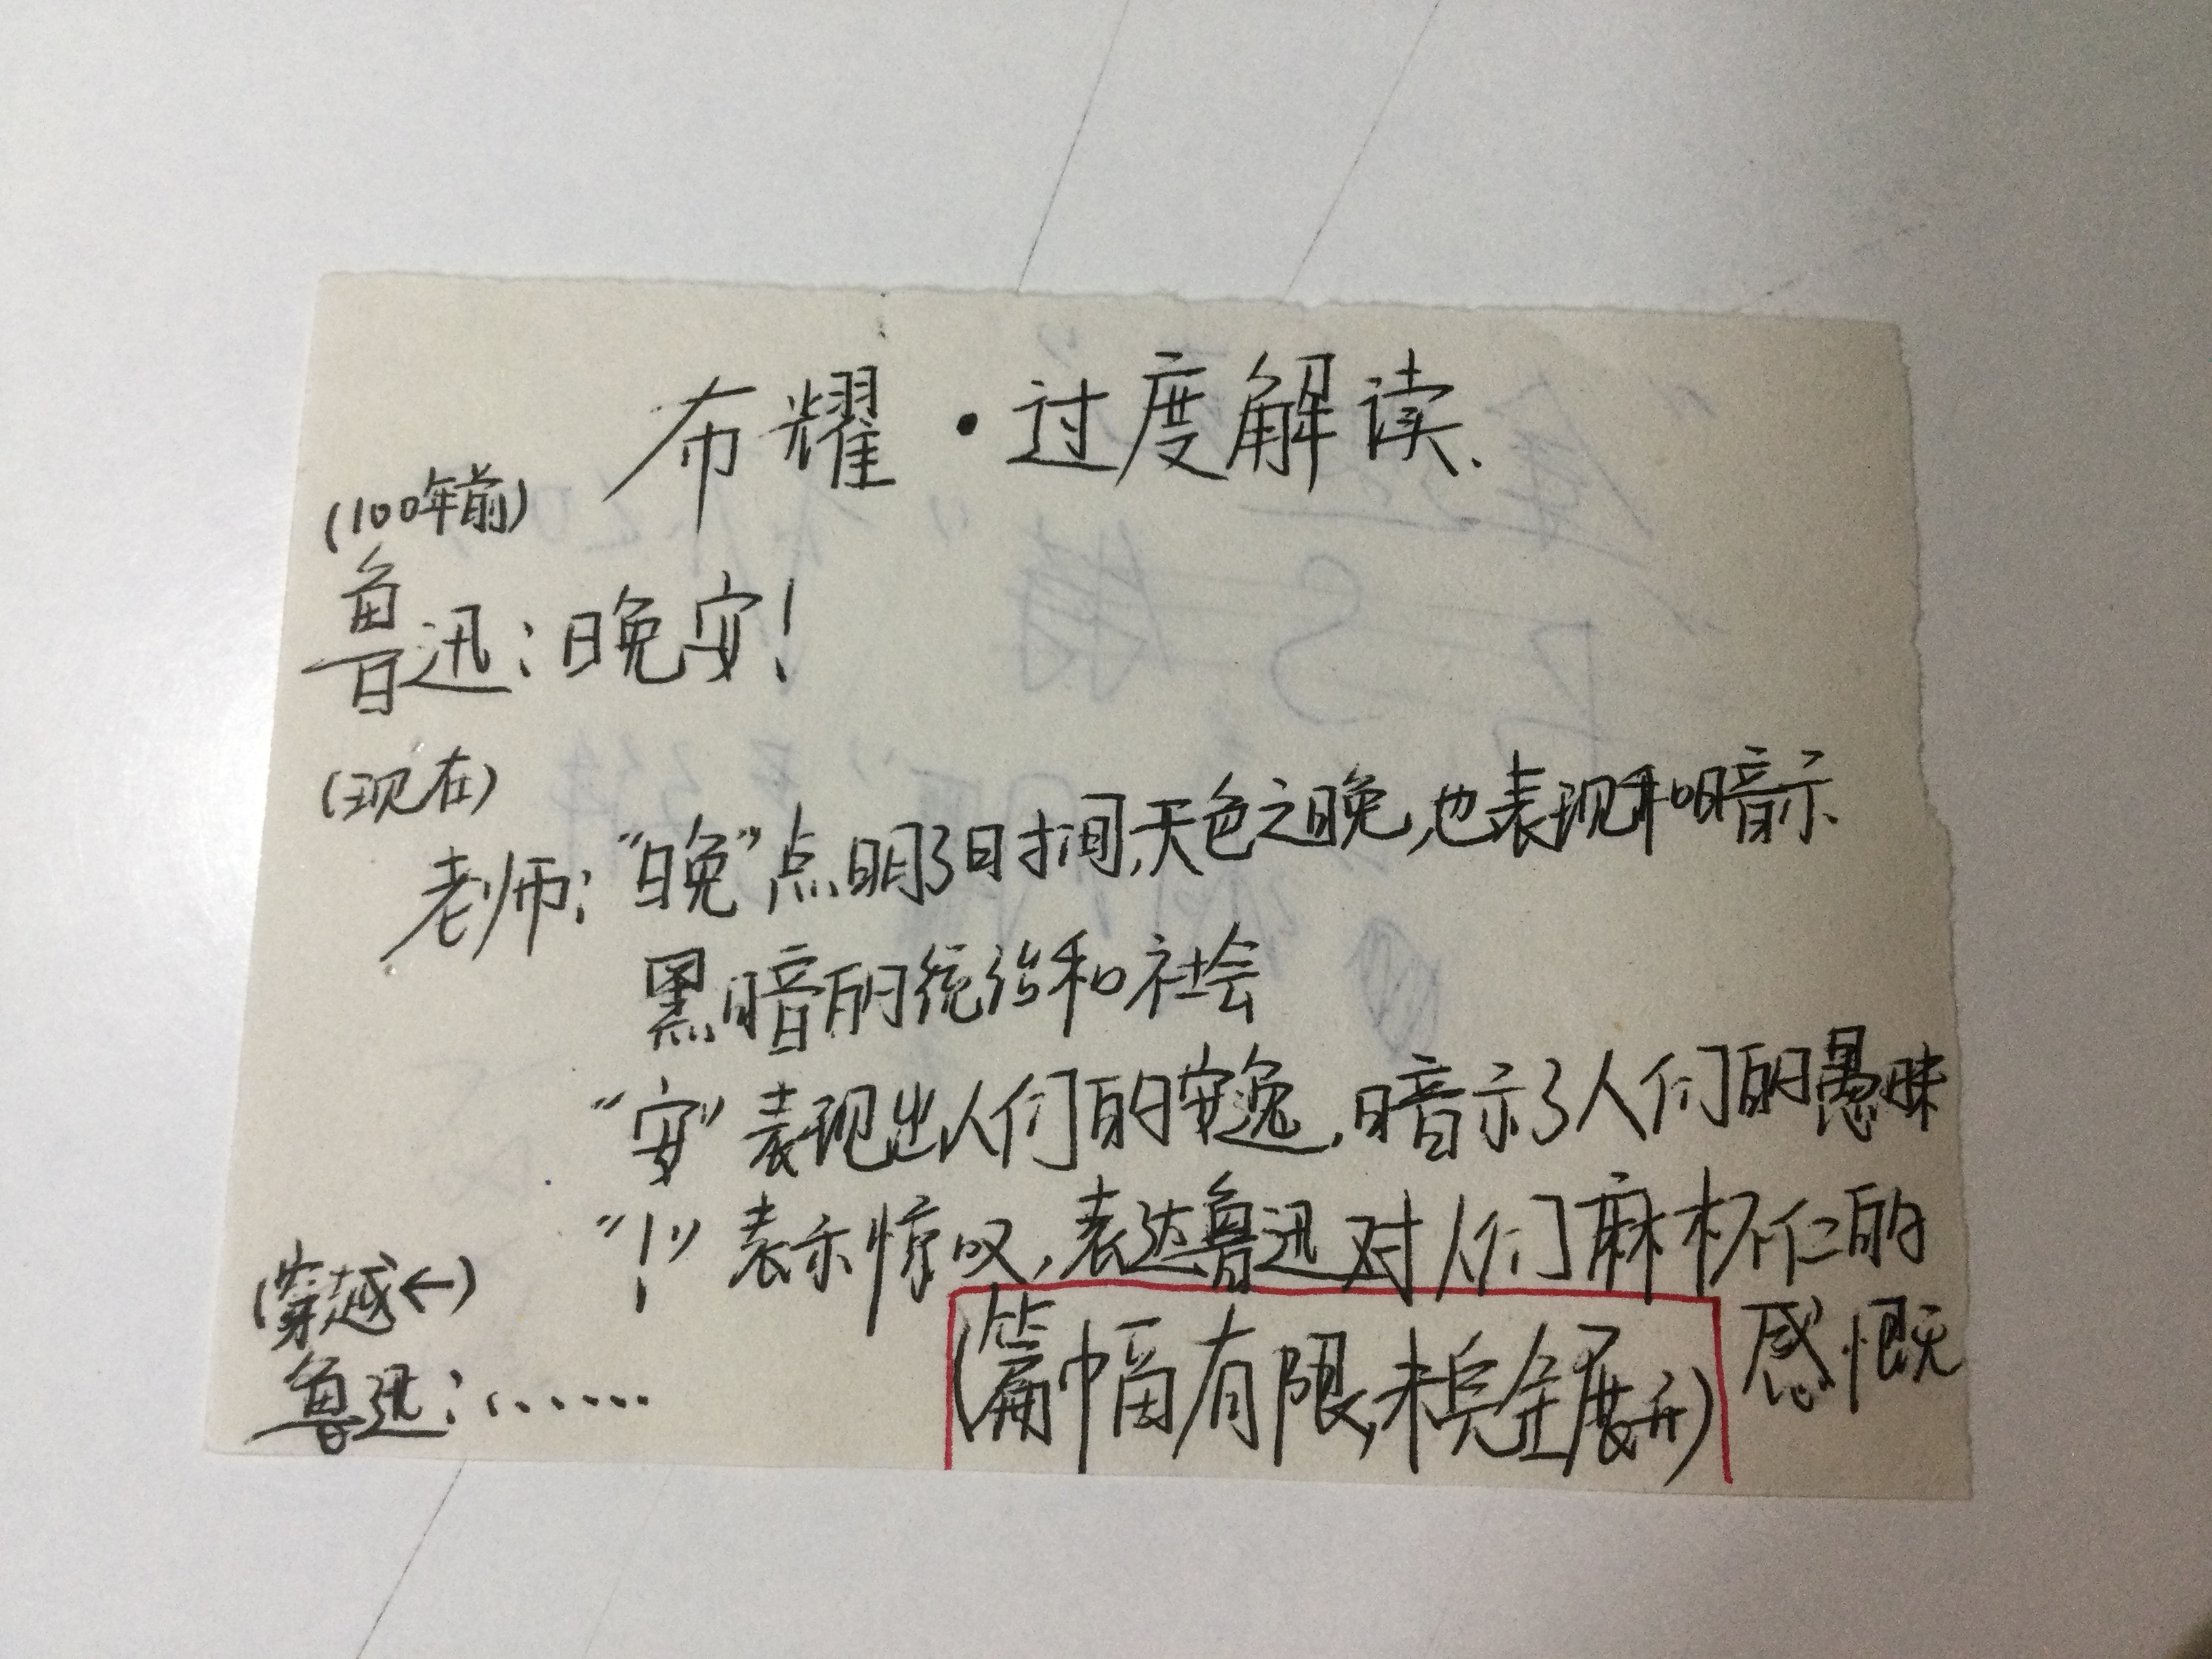 布耀·过度解读.
(100年前)
鲁迅:晚安!
(现在)
老师:“晚”点明了时间,天色之晚,也表现和暗示
黑暗的统治和社会
“安”表现出人们的安逸,暗示了人们的愚昧
“!”表示惊叹,表达鲁迅对人们麻木不仁的
感慨
(穿越←)
鲁迅:......
(篇幅有限,未完全展开)